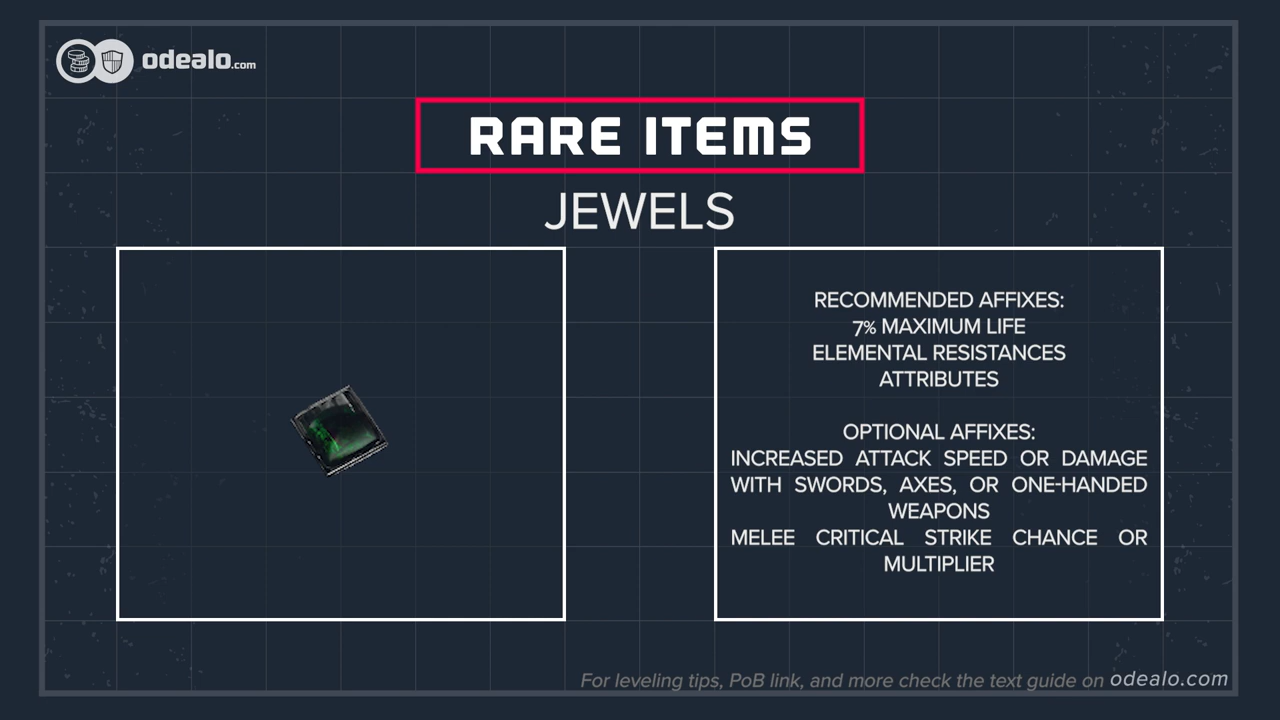 odealo.com
RARE ITEMS
JEWELS
RECOMMENDED AFFIXES:
7% MAXIMUM LIFE
ELEMENTAL RESISTANCES
ATTRIBUTES
OPTIONAL AFFIXES:
INCREASED ATTACK SPEED OR DAMAGE
WITH SWORDS, AXES, OR ONE-HANDED
WEAPONS
MELEE CRITICAL STRIKE CHANCE OR
MULTIPLIER
For leveling tips, PoB link, and more check the text guide on odealo.com